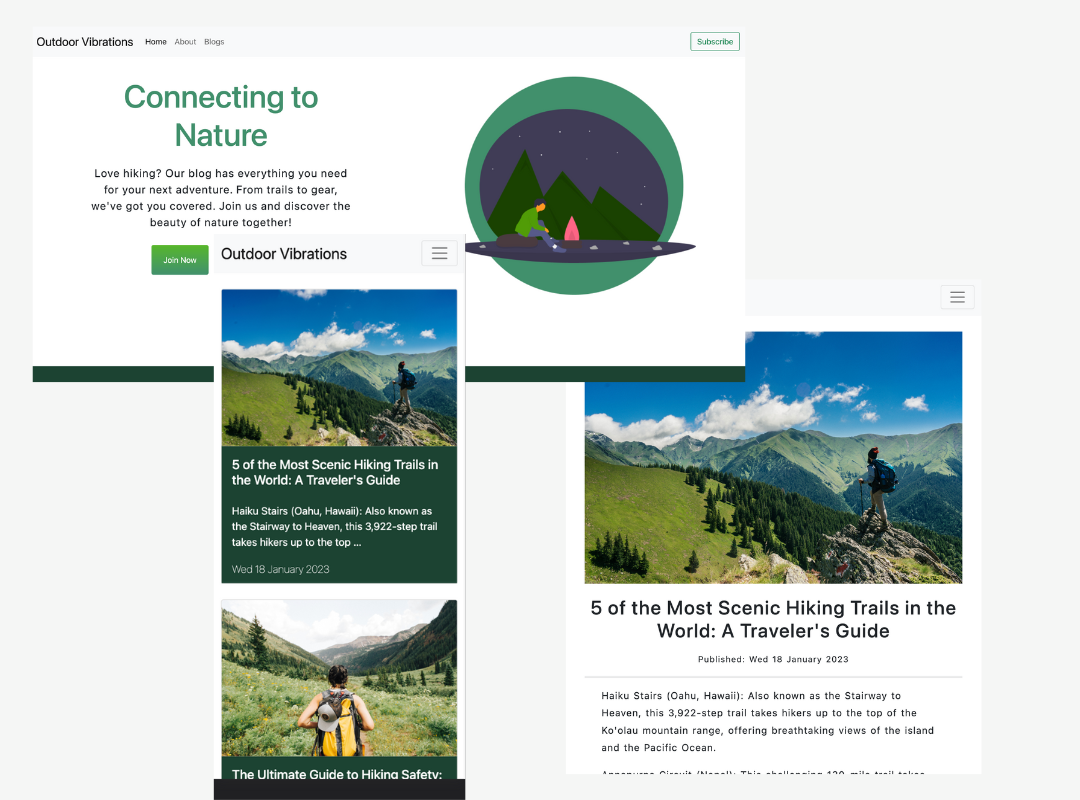 Outdoor Vibrations Home About Blogs Subscribe
Connecting to
Nature
Love hiking? Our blog has everything you need
for your next adventure. From trails to gear,
we've got you covered. Join us and discover the
beauty of nature together!
Join Now
Outdoor Vibrations
5 of the Most Scenic Hiking Trails in
the World: A Traveler's Guide
Haiku Stairs (Oahu, Hawaii): Also known as
the Stairway to Heaven, this 3,922-step trail
takes hikers up to the top ...
Wed 18 January 2023
The Ultimate Guide to Hiking Safety:
5 of the Most Scenic Hiking Trails in the
World: A Traveler's Guide
Published: Wed 18 January 2023
Haiku Stairs (Oahu, Hawaii): Also known as the Stairway to
Heaven, this 3,922-step trail takes hikers up to the top of the
Ko'olau mountain range, offering breathtaking views of the island
and the Pacific Ocean.